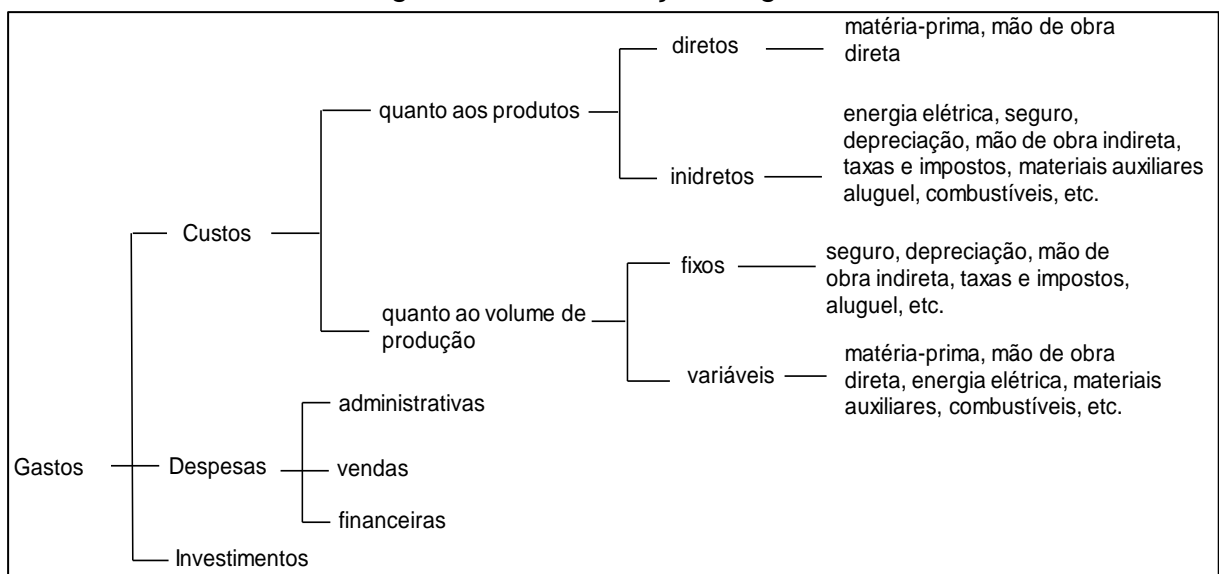 diretos
matéria-prima, mão de obra
direta
quanto aos produtos
inidretos
energia elétrica, seguro,
depreciação, mão de obra indireta,
taxas e impostos, materiais auxiliares
aluguel, combustíveis, etc.
Custos
quanto ao volume de
produção
fixos
seguro, depreciação, mão de
obra indireta, taxas e impostos,
aluguel, etc.
variáveis
matéria-prima, mão de obra
direta, energia elétrica, materiais
auxiliares, combustíveis, etc.
Gastos
Despesas
administrativas
vendas
financeiras
Investimentos